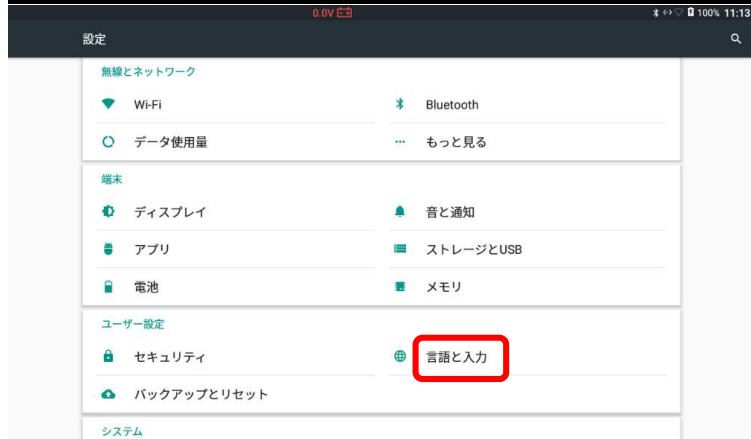 0.0V
100% 11:13
設定
無線とネットワーク
Wi-Fi
Bluetooth
データ使用量
もっと見る
端末
ディスプレイ
音と通知
アプリ
ストレージとUSB
電池
メモリ
ユーザー設定
セキュリティ
言語と入力
バックアップとリセット
システム